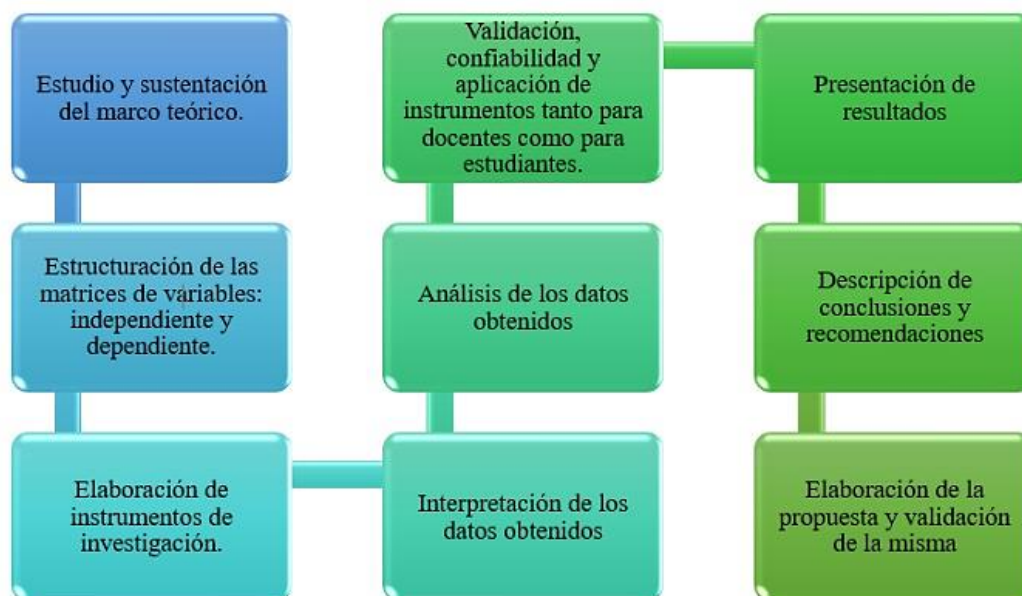 Estudio y sustentación
del marco teórico.
Estructuración de las
matrices de variables:
independiente y
dependiente.
Elaboración de
instrumentos de
investigación.
Interpretación de los
datos obtenidos
Análisis de los datos
obtenidos
Validación,
confiabilidad y
aplicación de
instrumentos tanto para
docentes como para
estudiantes.
Presentación de
resultados
Descripción de
conclusiones y
recomendaciones
Elaboración de la
propuesta y validación
de la misma